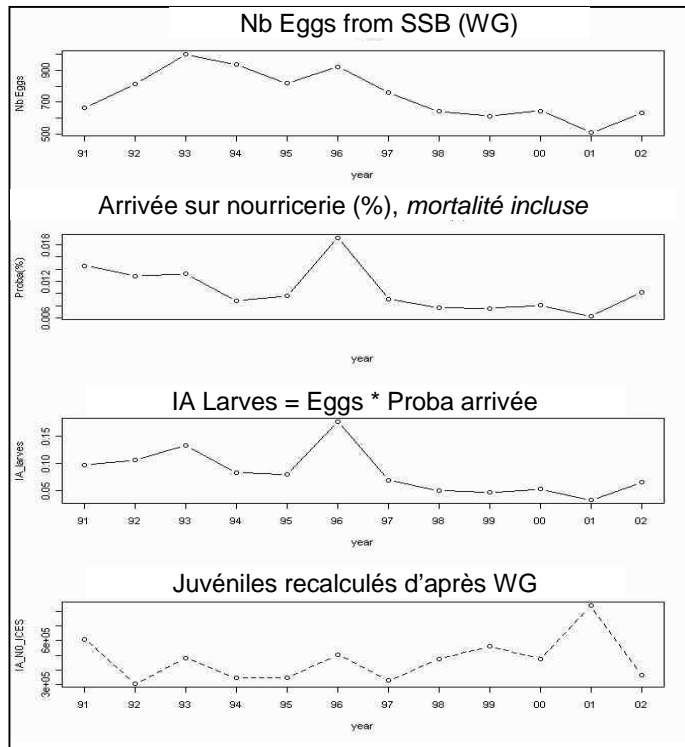 Nb Eggs from SSB (WG)
Nb Eggs
900
700
500
91 92 93 94 95 96 97 98 99 00 01 02
year
Arrivée sur nourricerie (%), mortalité incluse
Proba(%)
0.018
0.012
0.006
year
IA Larves = Eggs * Proba arrivée
IA_larves
0.15
0.10
0.05
91 92 93 94 95 96 97 98 99 00 01 02
year
Juvéniles recalculés d'après WG
IA_N0_ICES
6e+05
3e+05
91 92 93 94 95 96 97 98 99 00 01 02
year